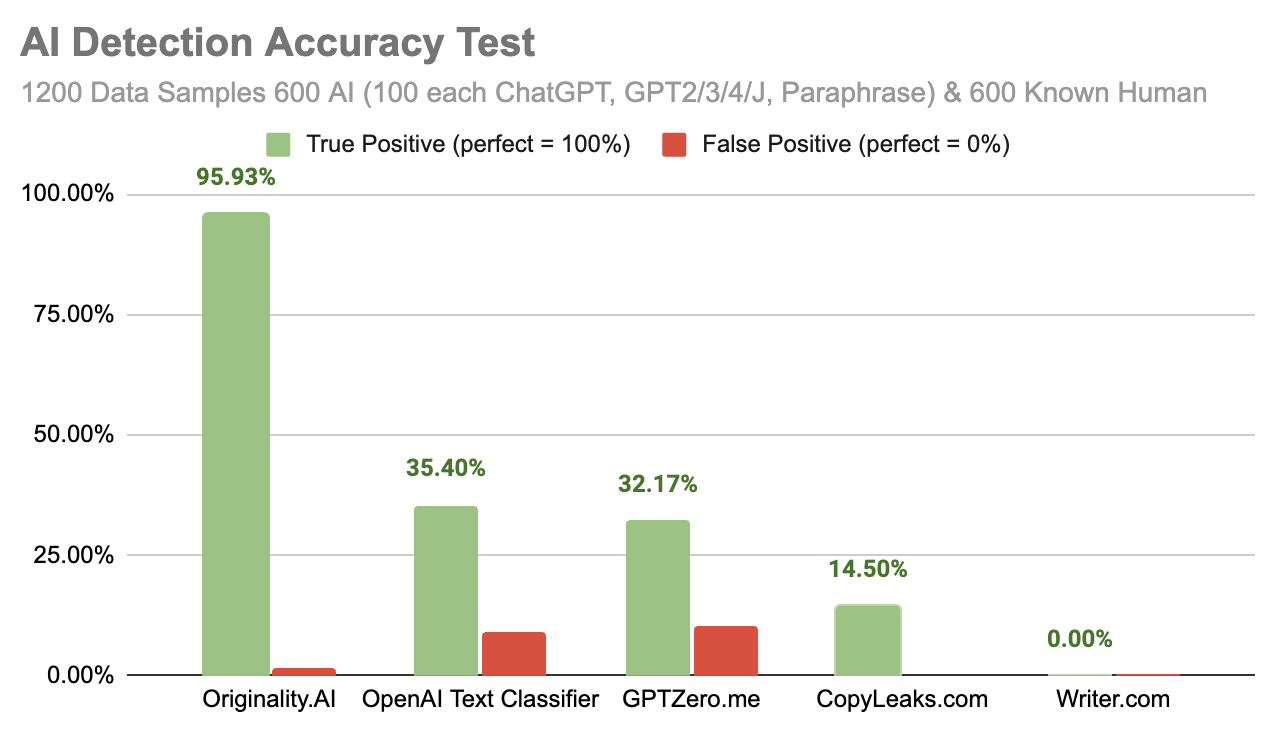 AI Detection Accuracy Test
1200 Data Samples 600 AI (100 each ChatGPT, GPT2/3/4/J, Paraphrase) & 600 Known Human
True Positive (perfect = 100%) False Positive (perfect = 0%)
95.93%
100.00%
75.00%
50.00%
35.40%
32.17%
25.00%
14.50%
0.00%
0.00%
Originality.AI OpenAI Text Classifier GPTZero.me CopyLeaks.com Writer.com